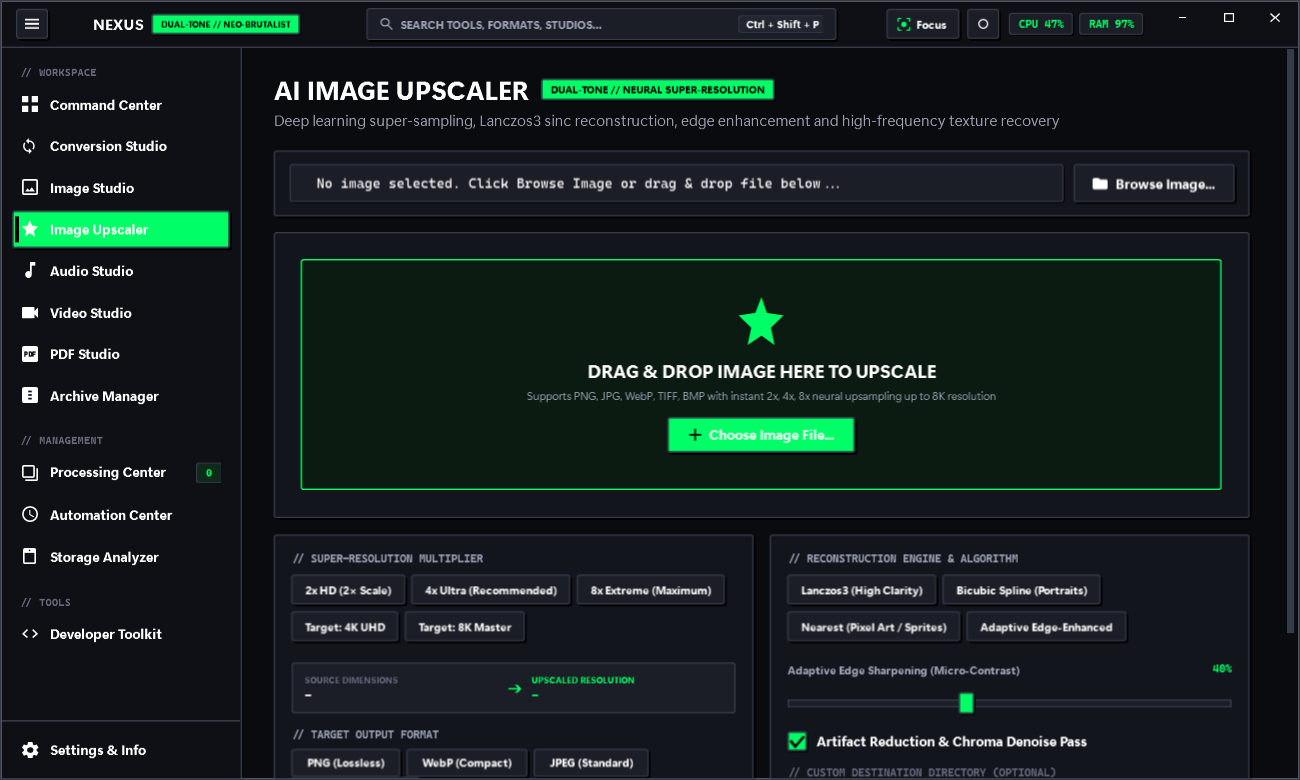 NEXUS DUAL-TONE // NEO-BRUTALIST SEARCH TOOLS, FORMATS, STUDIOS... Ctrl + Shift + P Focus CPU 47% RAM 97%
// WORKSPACE
Command Center
Conversion Studio
Image Studio
Image Upscaler
Audio Studio
Video Studio
PDF PDF Studio
Archive Manager
// MANAGEMENT
Processing Center 0
Automation Center
Storage Analyzer
// TOOLS
Developer Toolkit
Settings & Info
AI IMAGE UPSCALER DUAL-TONE // NEURAL SUPER-RESOLUTION
Deep learning super-sampling, Lanczos3 sinc reconstruction, edge enhancement and high-frequency texture recovery
No image selected. Click Browse Image or drag & drop file below... Browse Image...
DRAG & DROP IMAGE HERE TO UPSCALE
Supports PNG, JPG, WebP, TIFF, BMP with instant 2x, 4x, 8x neural upsampling up to 8K resolution
+ Choose Image File...
// SUPER-RESOLUTION MULTIPLIER
2x HD (2× Scale) 4x Ultra (Recommended) 8x Extreme (Maximum)
Target: 4K UHD Target: 8K Master
SOURCE DIMENSIONS → UPSCALED RESOLUTION
– –
// TARGET OUTPUT FORMAT
PNG (Lossless) WebP (Compact) JPEG (Standard)
// RECONSTRUCTION ENGINE & ALGORITHM
Lanczos3 (High Clarity) Bicubic Spline (Portraits)
Nearest (Pixel Art / Sprites) Adaptive Edge-Enhanced
Adaptive Edge Sharpening (Micro-Contrast) 40%
Artifact Reduction & Chroma Denoise Pass
// CUSTOM DESTINATION DIRECTORY (OPTIONAL)